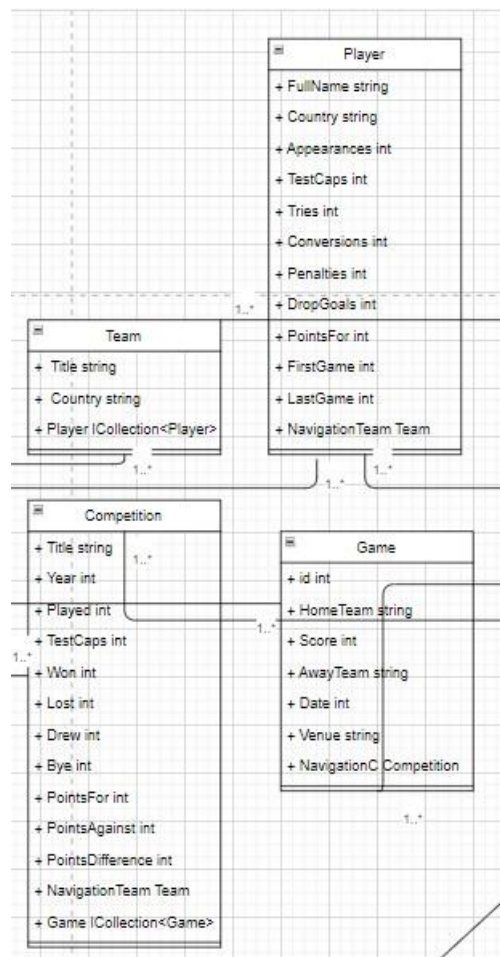 Player
+ FullName string
+ Country string
+ Appearances int
+ TestCaps int
+ Tries int
+ Conversions int
+ Penalties int
+ DropGoals int
+ PointsFor int
+ FirstGame int
+ LastGame int
+ NavigationTeam Team
1..*
Team
+ Title string
+ Country string
+ Player ICollection<Player>
1..*
1..*
1..*
Competition
+ Title string
1..*
+ Year int
+ Played int
+ TestCaps int
1..*
+ Won int
+ Lost int
+ Drew int
+ Bye int
+ PointsFor int
+ PointsAgainst int
+ PointsDifference int
+ NavigationTeam Team
+ Game ICollection<Game>
Game
+ id int
+ HomeTeam string
1..*
+ Score int
+ AwayTeam string
+ Date int
+ Venue string
+ NavigationC Competition
1..*